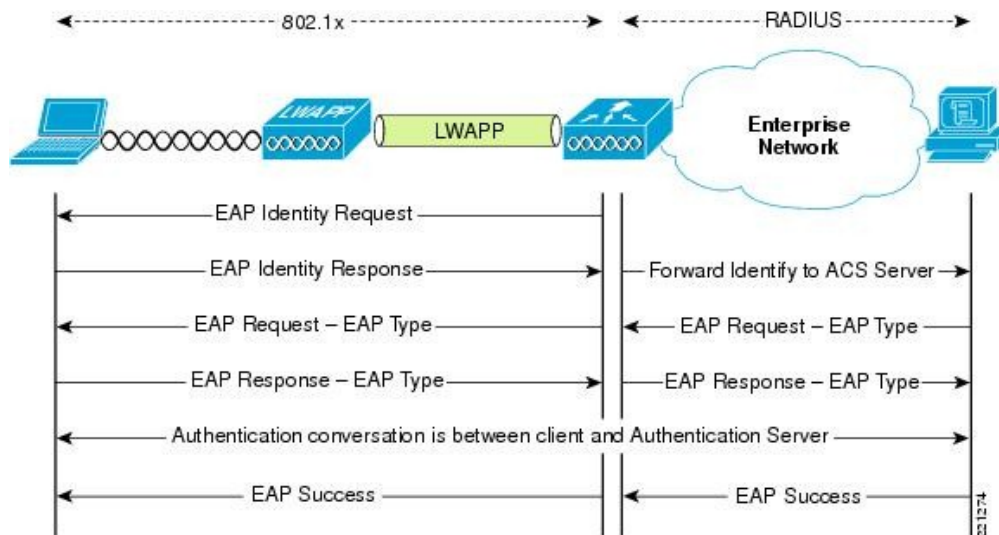 802.1x
RADIUS
LWAPP
LWAPP
Enterprise
Network
EAP Identity Request
EAP Identity Response
Forward Identify to ACS Server
EAP Request – EAP Type
EAP Request – EAP Type
EAP Response – EAP Type
EAP Response – EAP Type
Authentication conversation is between client and Authentication Server
EAP Success
EAP Success
221274